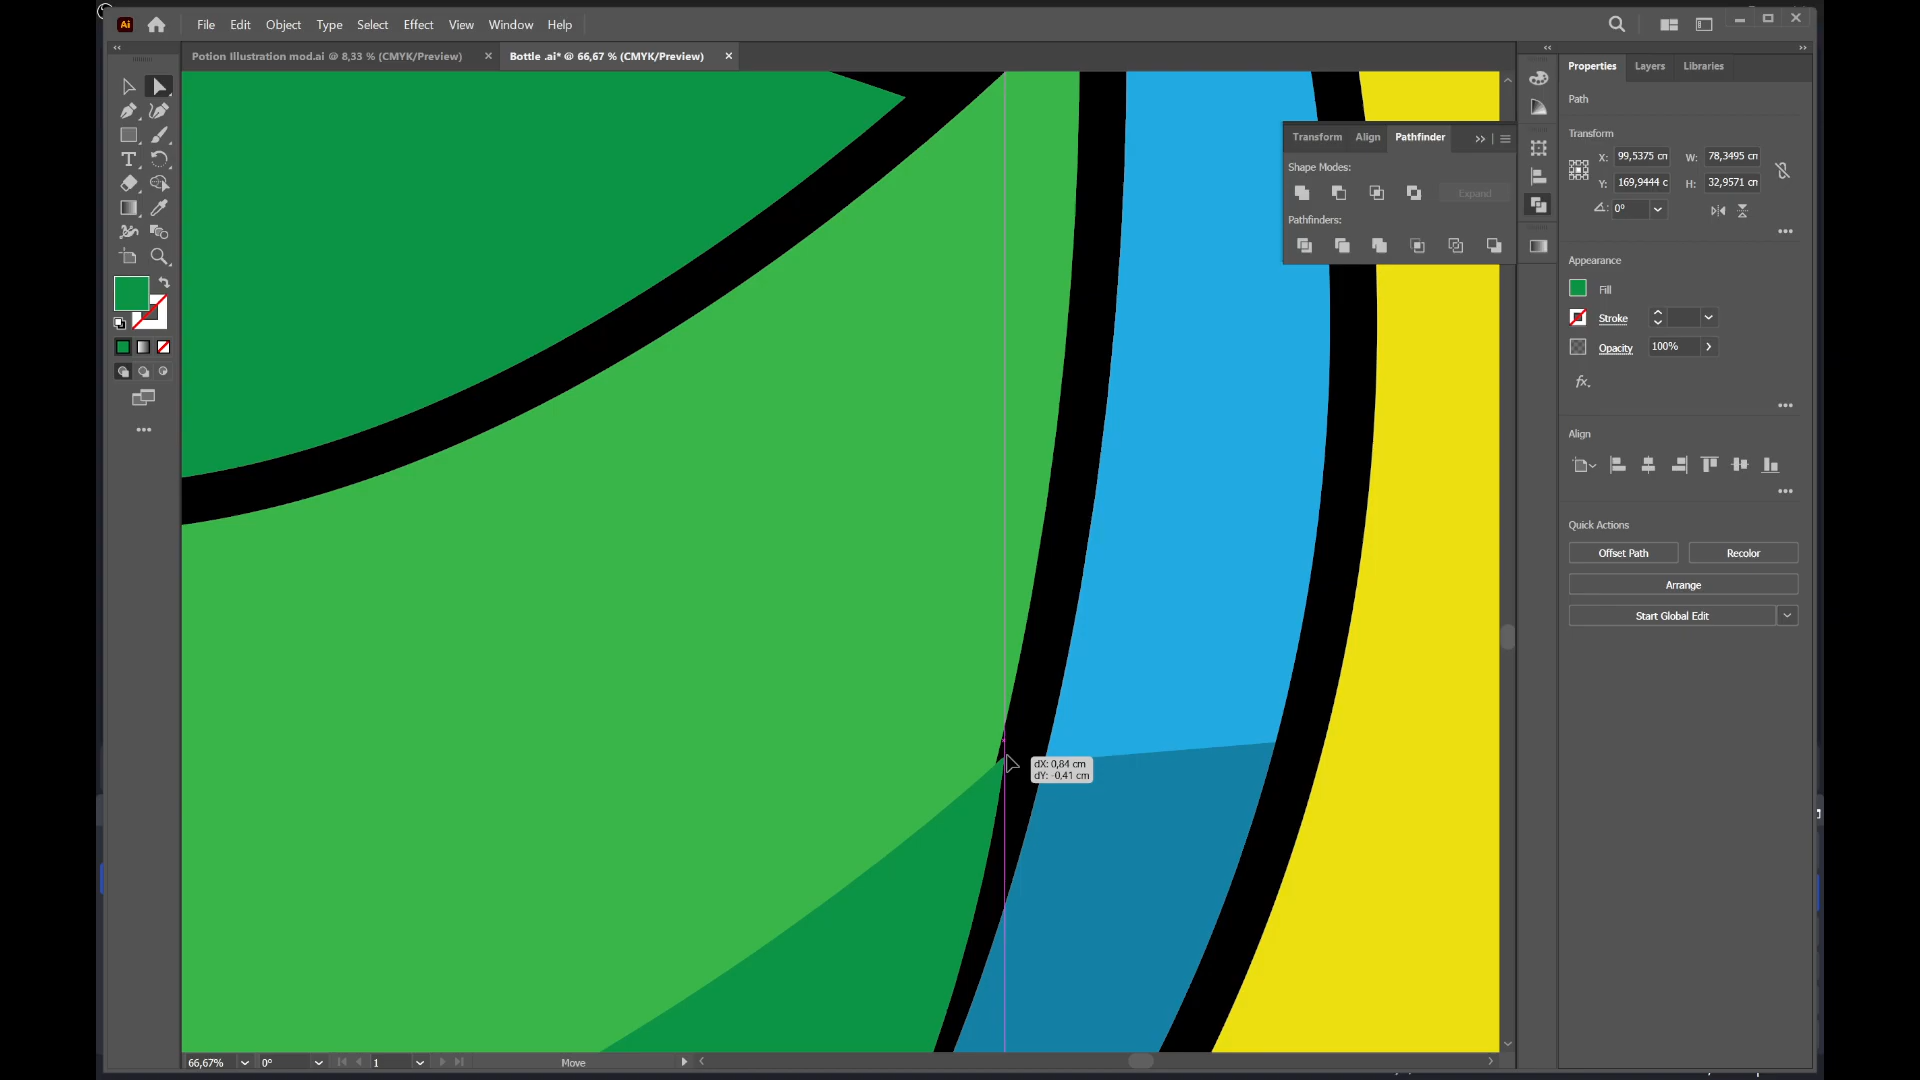 Ai File Edit Object Type Select Effect View Window Help
Potion Illustration mod.ai @ 8,33 % (CMYK/Preview) Bottle .ai* @ 66,67 % (CMYK/Preview)
Properties Layers Libraries
Path
Transform
X: 99,5375 cm W: 78,3495 cm
Y: 169,9444 c H: 32,9571 cm
0°
Appearance
Fill
Stroke
Opacity 100%
fx.
Align
Quick Actions
Offset Path Recolor
Arrange
Start Global Edit
Transform Align Pathfinder
Shape Modes:
Expand
Pathfinders:
dX: 0,84 cm
dY: -0,41 cm
66,67% 0° 1 Move